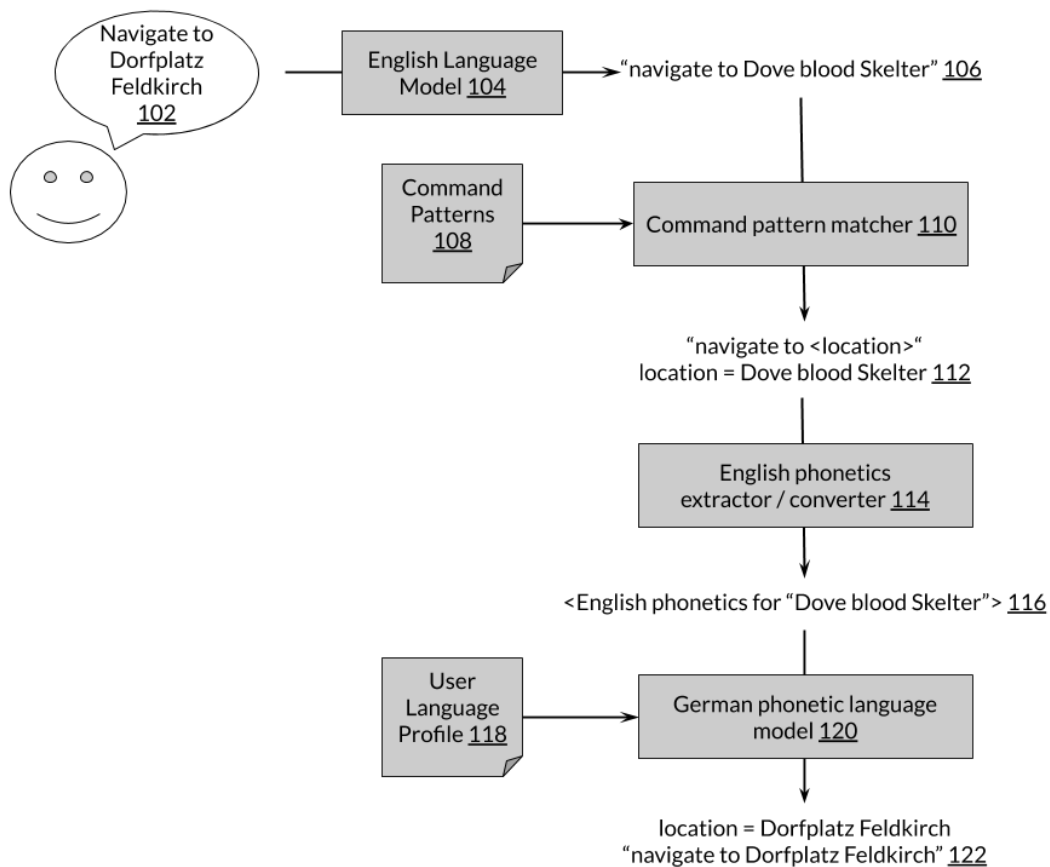 Navigate to
Dorfplatz
Feldkirch
102
English Language
Model 104
“navigate to Dove blood Skelter” 106
Command
Patterns
108
Command pattern matcher 110
“navigate to <location>“
location = Dove blood Skelter 112
English phonetics
extractor / converter 114
<English phonetics for “Dove blood Skelter”> 116
User
Language
Profile 118
German phonetic language
model 120
location = Dorfplatz Feldkirch
“navigate to Dorfplatz Feldkirch” 122